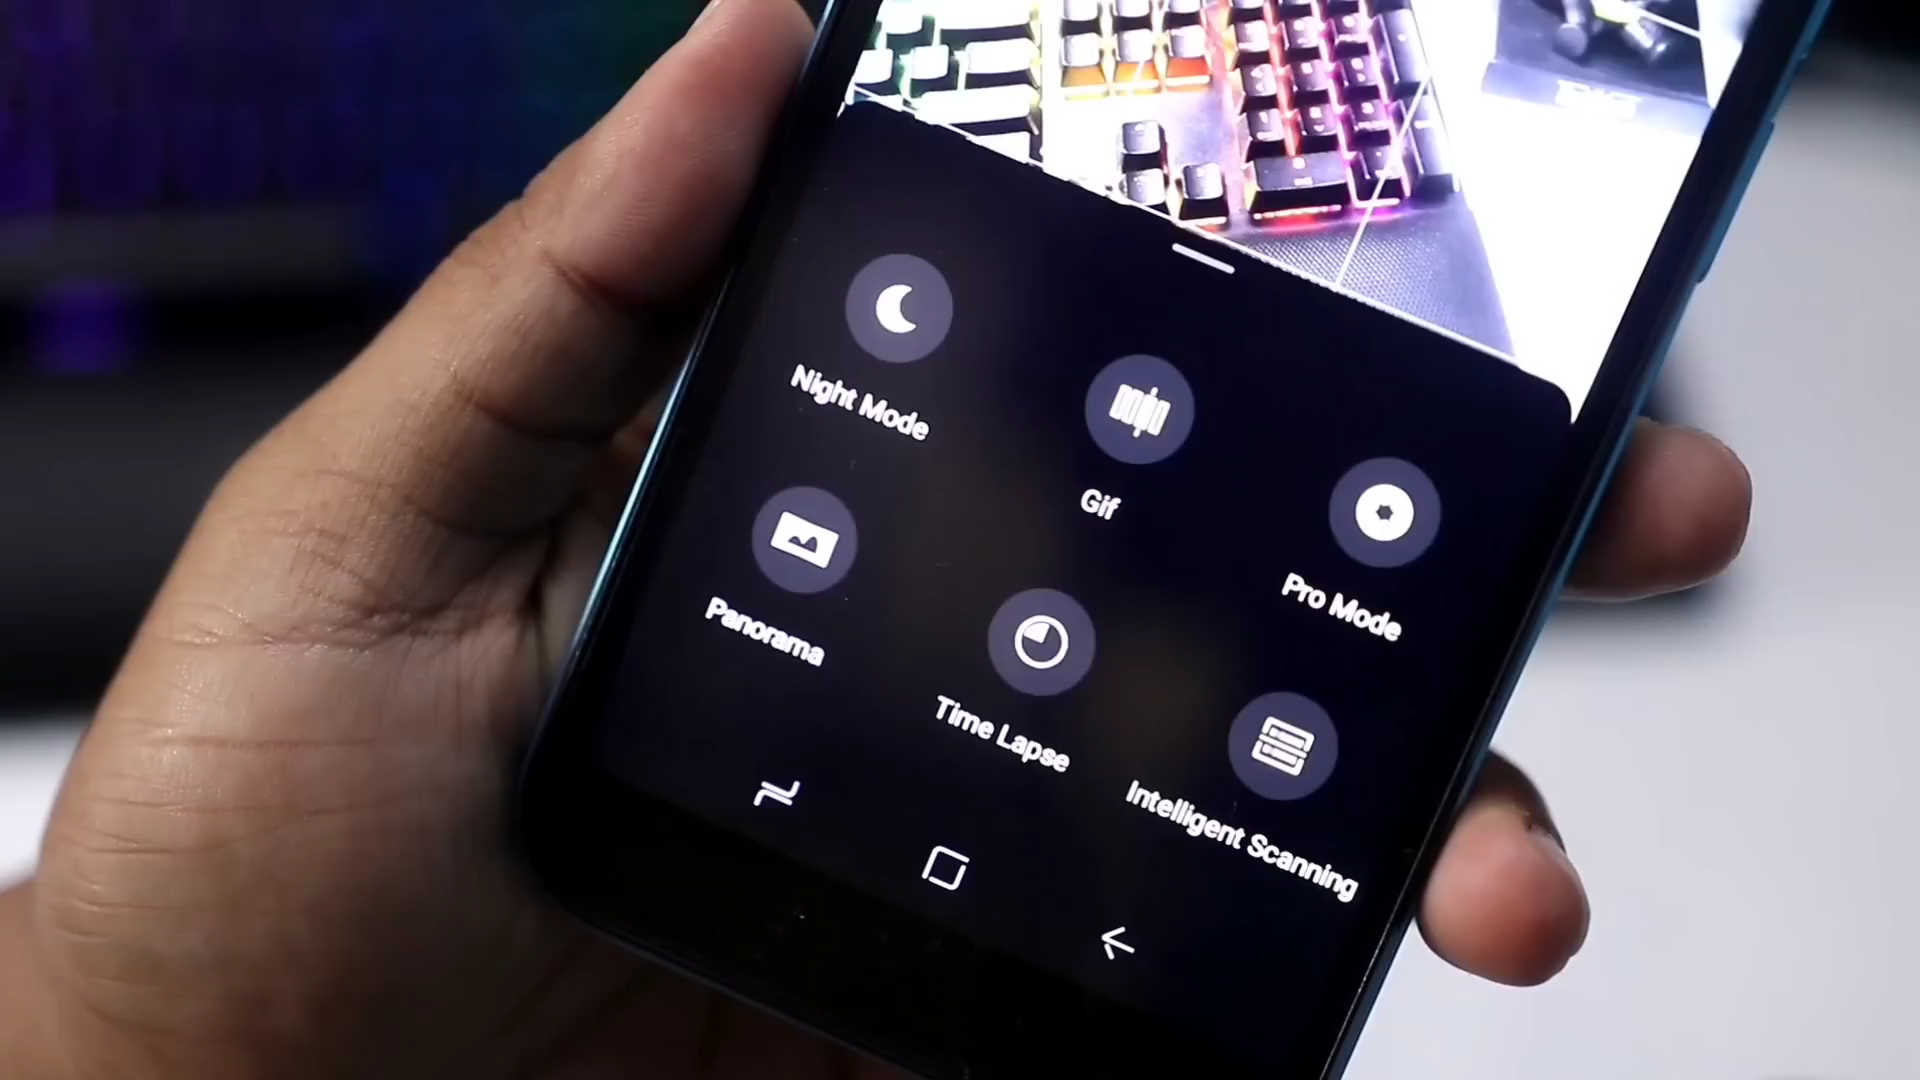 Night Mode
Gif
Pro Mode
Panorama
Time Lapse
Intelligent Scanning